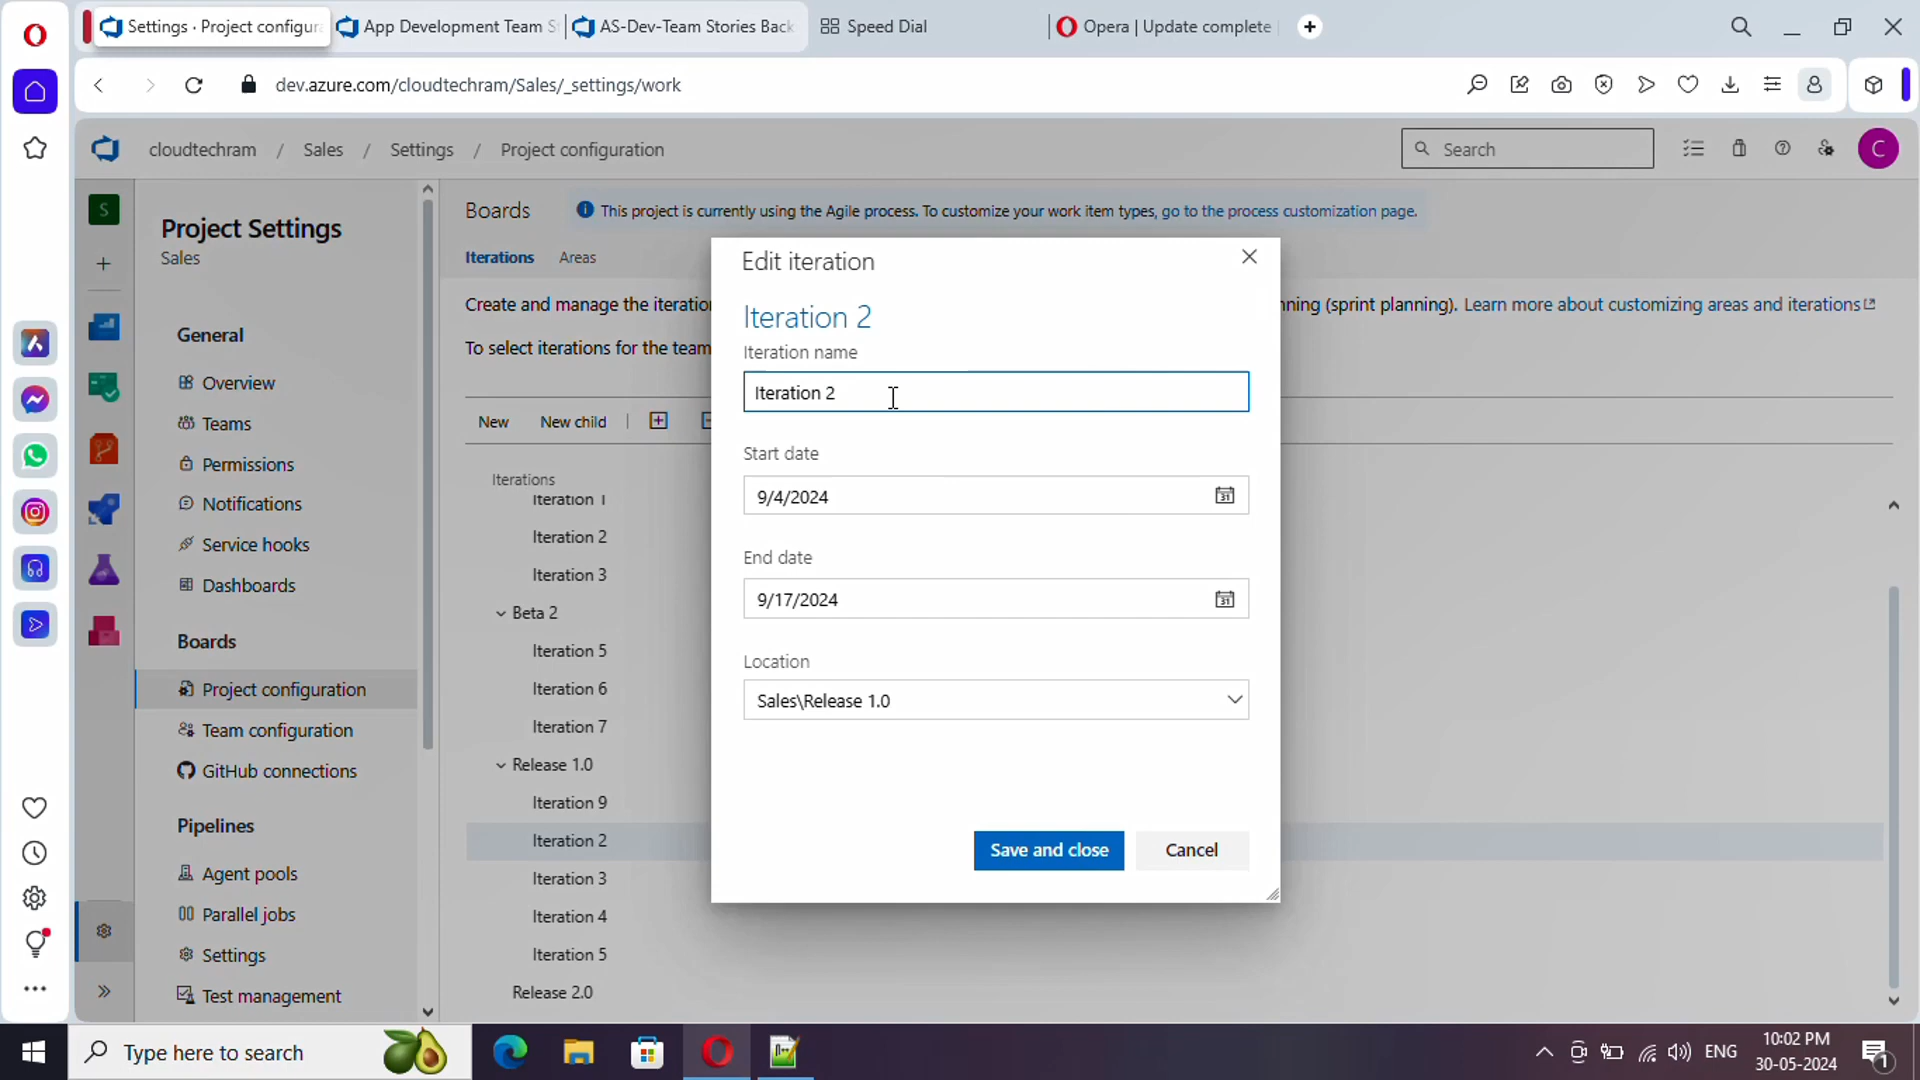 Settings · Project configura
App Development Team S
AS-Dev-Team Stories Back
Speed Dial
Opera | Update complete
dev.azure.com/cloudtechram/Sales/_settings/work
cloudtechram / Sales / Settings / Project configuration
Search
C
S
Project Settings
Sales
General
Overview
Teams
Permissions
Notifications
Service hooks
Dashboards
Boards
Project configuration
Team configuration
GitHub connections
Pipelines
Agent pools
Parallel jobs
Settings
Test management
Boards
This project is currently using the Agile process. To customize your work item types, go to the process customization page.
Iterations
Areas
Create and manage the iteration
nning (sprint planning). Learn more about customizing areas and iterations
To select iterations for the team
New
New child
Iterations
Iteration 1
Iteration 2
Iteration 3
Beta 2
Iteration 5
Iteration 6
Iteration 7
Release 1.0
Iteration 9
Iteration 2
Iteration 3
Iteration 4
Iteration 5
Release 2.0
Edit iteration
Iteration 2
Iteration name
Iteration 2
Start date
9/4/2024
31
End date
9/17/2024
31
Location
Sales\Release 1.0
Save and close
Cancel
Type here to search
ENG
10:02 PM
30-05-2024
1